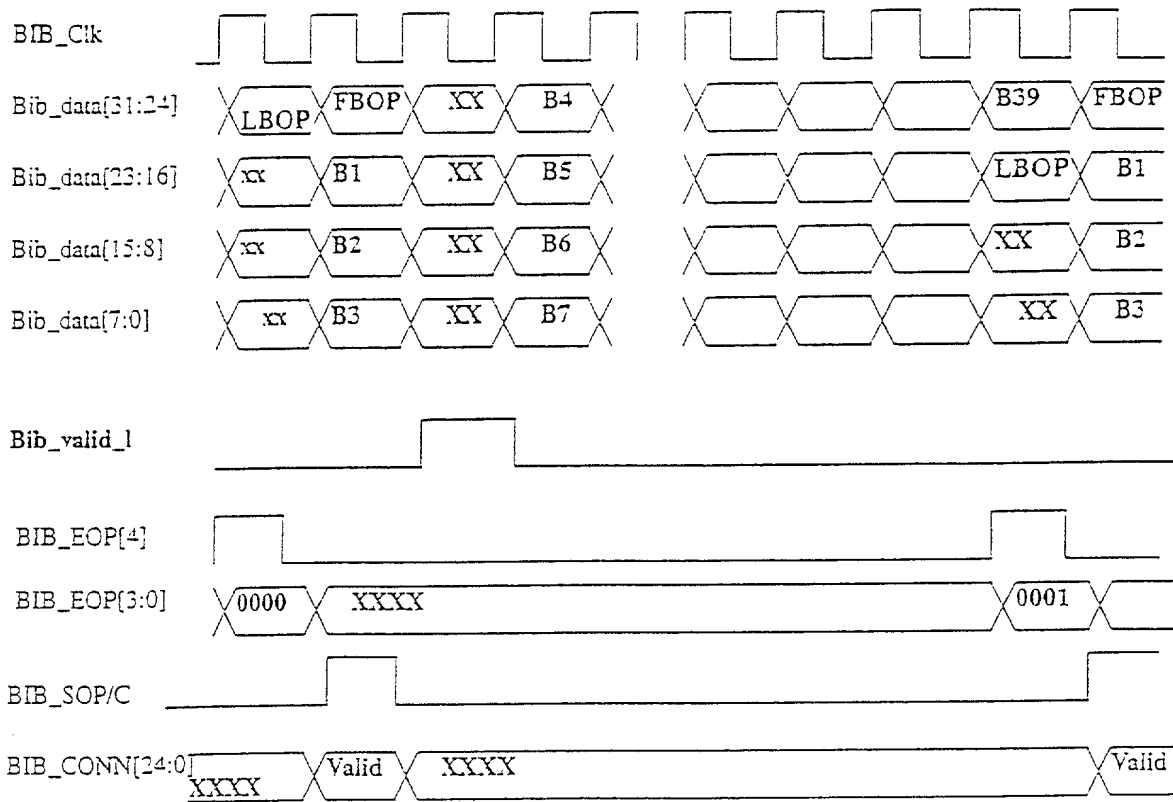 BIB_Clk
Bib_data[31:24] LBOP FBOP XX B4 B39 FBOP
Bib_data[23:16] XX B1 XX B5 LBOP B1
Bib_data[15:8] XX B2 XX B6 XX B2
Bib_data[7:0] XX B3 XX B7 XX B3
Bib_valid_l
BIB_EOP[4]
BIB_EOP[3:0] 0000 XXXX 0001
BIB_SOP/C
BIB_CONN[24:0] XXXX Valid XXXX Valid